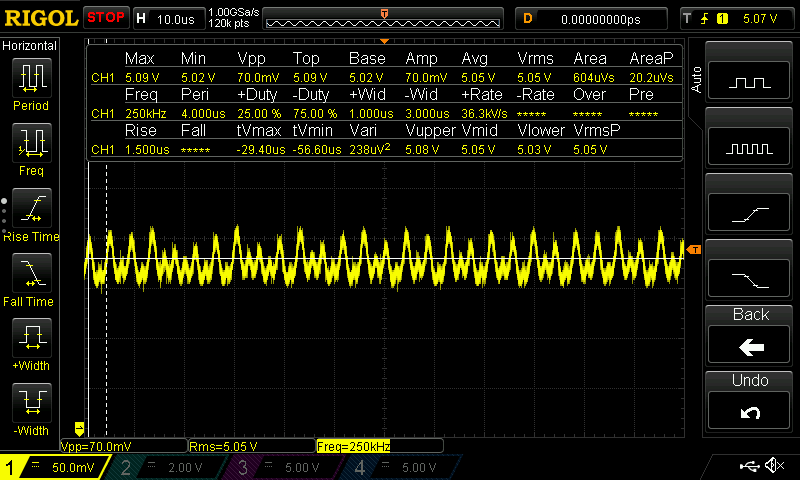 RIGOL STOP H 10.0us 1.00GSa/s 120k pts T D 0.00000000ps T 1 5.07 V
Horizontal
Period
Freq
Rise Time
Fall Time
+Width
-Width
Max Min Vpp Top Base Amp Avg Vrms Area AreaP
CH1 5.09 V 5.02 V 70.0mV 5.09 V 5.02 V 70.0mV 5.05 V 5.05 V 604uVs 20.2uVs
Freq Peri +Duty -Duty +Wid -Wid +Rate -Rate Over Pre
CH1 250kHz 4.000us 25.00 % 75.00 % 1.000us 3.000us 36.3kV/s ***** ***** *****
Rise Fall tVmax tVmin Vari Vupper Vmid Vlower VrmsP
CH1 1.500us ***** -29.40us -56.60us 238uV² 5.08 V 5.05 V 5.03 V 5.05 V
T
Auto
Back
Undo
Vpp=70.0mV Rms=5.05 V Freq=250kHz
1 50.0mV 2 2.00 V 3 5.00 V 4 5.00 V